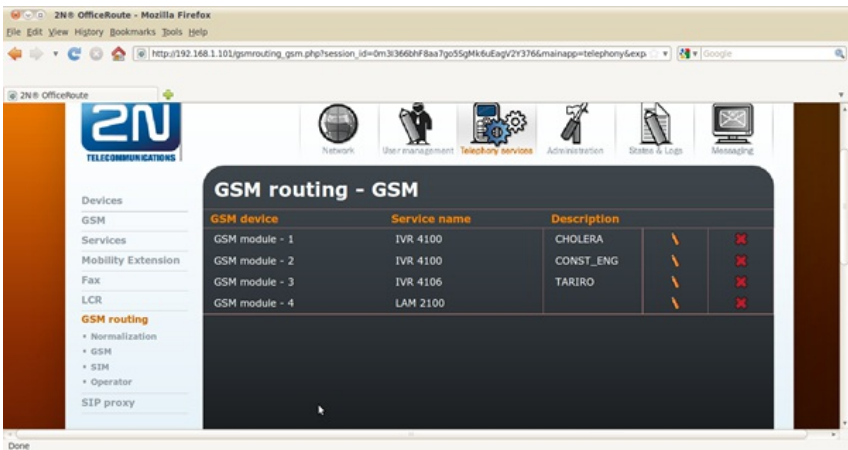 2N® OfficeRoute - Mozilla Firefox
File Edit View History Bookmarks Tools Help
Google
2N® OfficeRoute
2N
TELECOMMUNICATIONS
Network User management Telephony services Administration States & Logs Messaging
GSM routing - GSM
Devices
GSM
Services
Mobility Extension
Fax
LCR
GSM routing
• Normalization
• GSM
• SIM
• Operator
SIP proxy
GSM device Service name Description
GSM module - 1 IVR 4100 CHOLERA
GSM module - 2 IVR 4100 CONST_ENG
GSM module - 3 IVR 4106 TARIRO
GSM module - 4 LAM 2100
Done